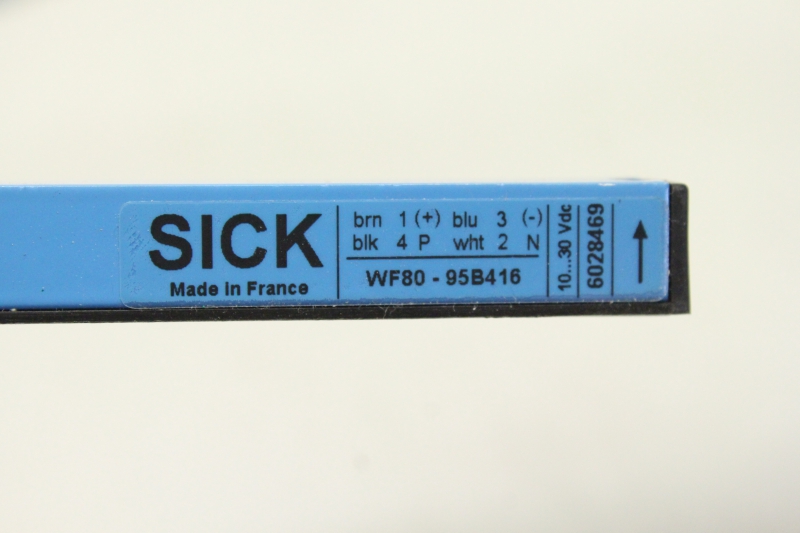 SICK
Made in France
brn 1 (+) blu 3 (-)
blk 4 P wht 2 N
WF80 - 95B416
10...30 Vdc
6028469